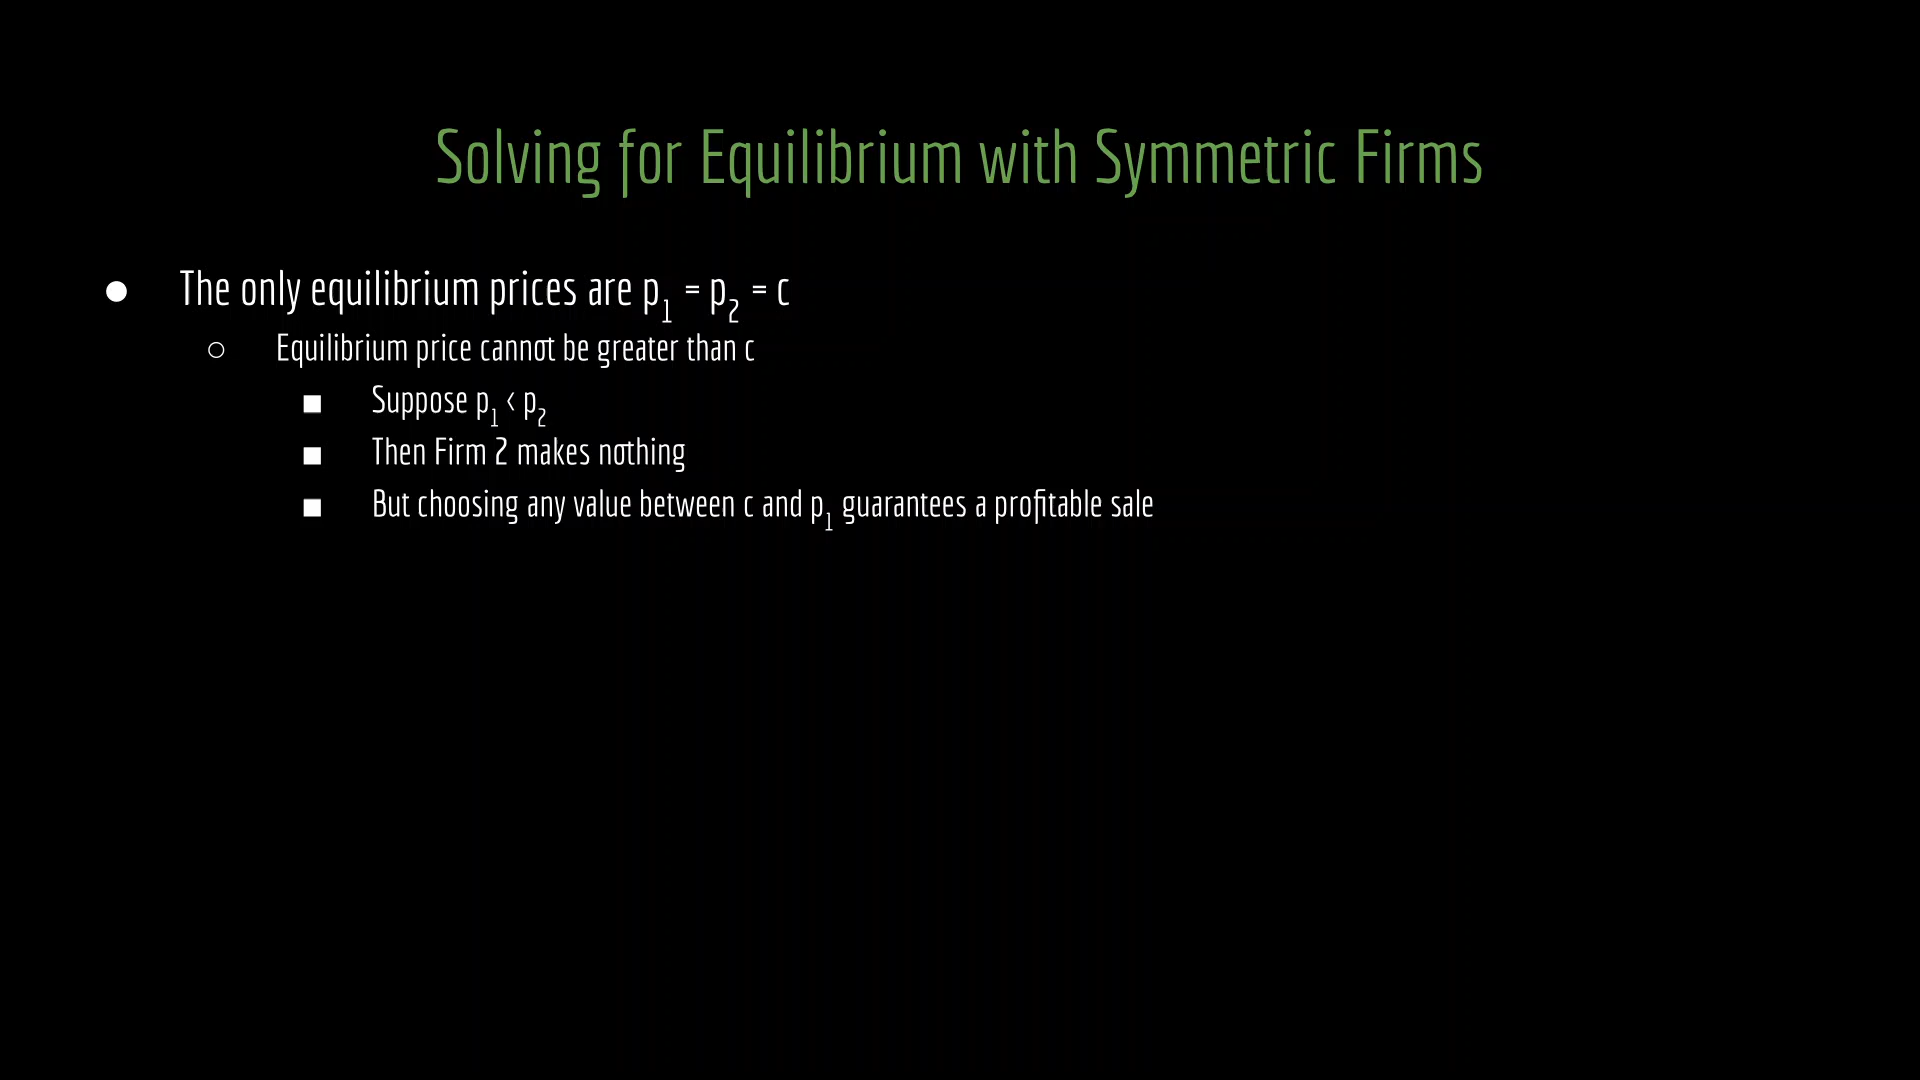 Solving for Equilibrium with Symmetric Firms
● The only equilibrium prices are p₁ = p₂ = c
○ Equilibrium price cannot be greater than c
■ Suppose p₁ < p₂
■ Then Firm 2 makes nothing
■ But choosing any value between c and p₁ guarantees a profitable sale